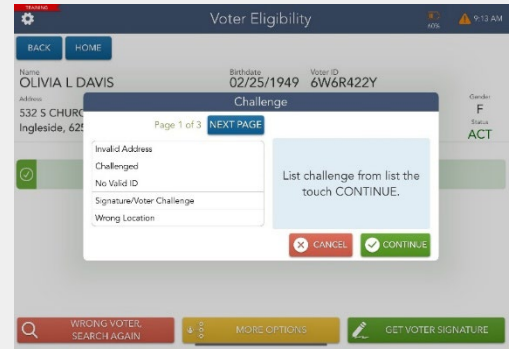 TRAINING
Voter Eligibility
60%
9:13 AM
BACK
HOME
Name
OLIVIA L DAVIS
Birthdate
02/25/1949
Voter ID
6W6R422Y
Address
532 S CHURC
Ingleside, 62
Gender
F
Status
ACT
Challenge
Page 1 of 3
NEXT PAGE
Invalid Address
Challenged
No Valid ID
Signature/Voter Challenge
Wrong Location
List challenge from list the
touch CONTINUE.
CANCEL
CONTINUE
WRONG VOTER,
SEARCH AGAIN
MORE OPTIONS
GET VOTER SIGNATURE